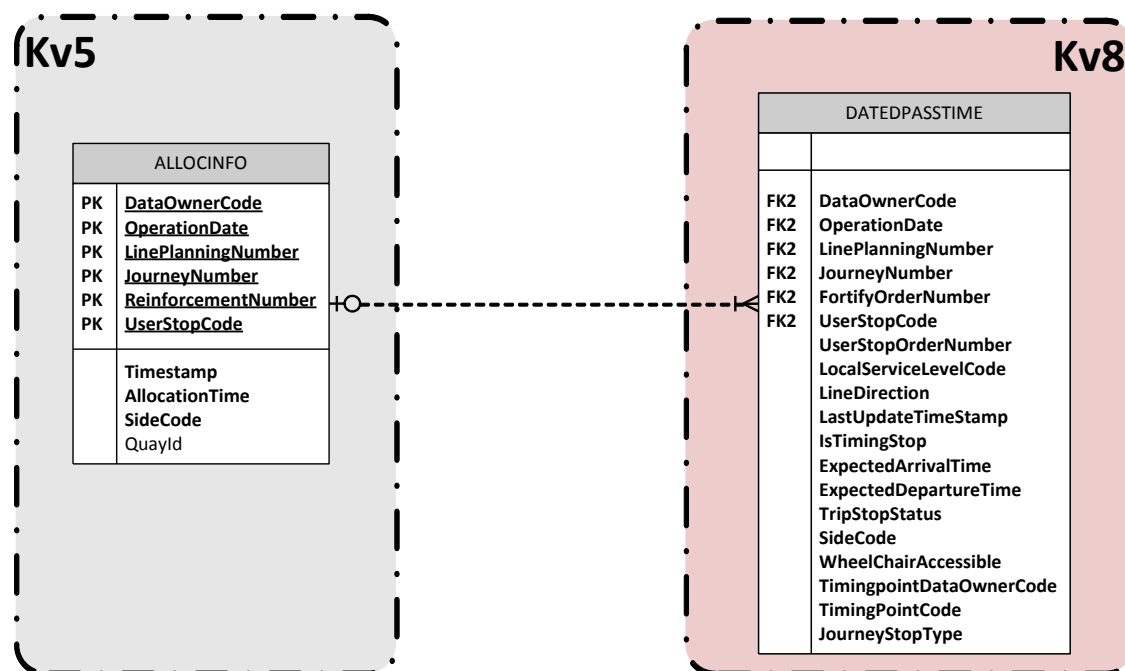 Kv5
ALLOCINFO
PK DataOwnerCode
PK OperationDate
PK LinePlanningNumber
PK JourneyNumber
PK ReinforcementNumber
PK UserStopCode
Timestamp
AllocationTime
SideCode
QuayId
Kv8
DATEDPASSTIME
FK2 DataOwnerCode
FK2 OperationDate
FK2 LinePlanningNumber
FK2 JourneyNumber
FK2 FortifyOrderNumber
FK2 UserStopCode
UserStopOrderNumber
LocalServiceLevelCode
LineDirection
LastUpdateTimeStamp
IsTimingStop
ExpectedArrivalTime
ExpectedDepartureTime
TripStopStatus
SideCode
WheelChairAccessible
TimingpointDataOwnerCode
TimingPointCode
JourneyStopType